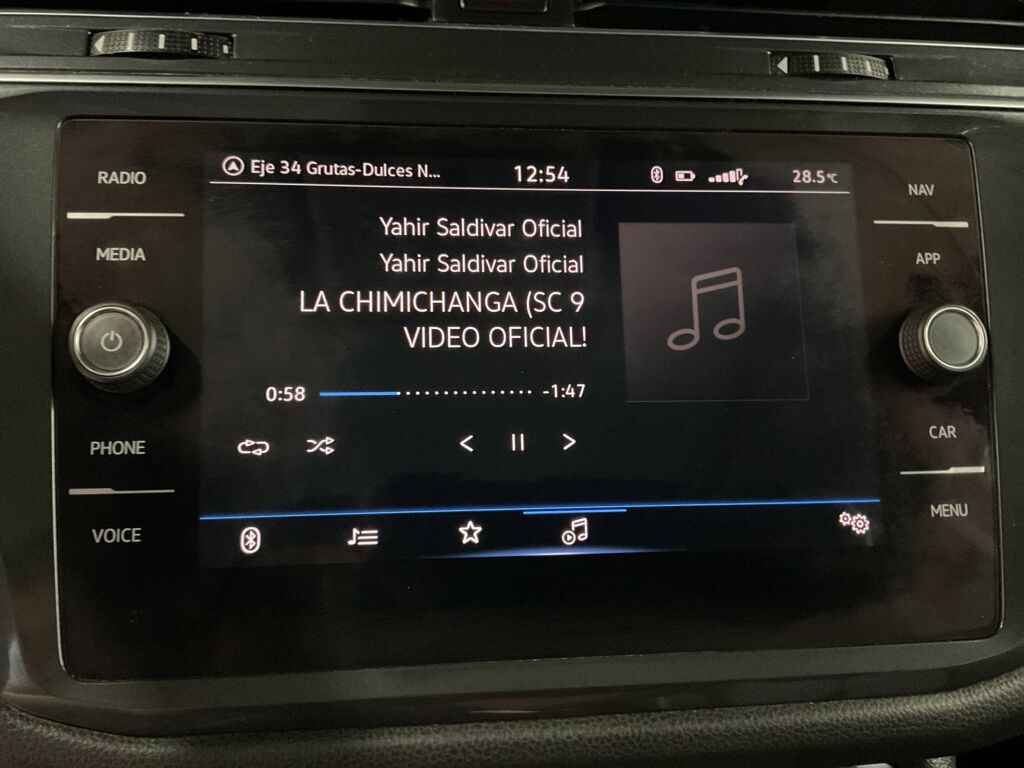 Eje 34 Grutas-Dulces N... 12:54 28.5°C
RADIO
MEDIA
PHONE
VOICE
Yahir Saldivar Oficial
Yahir Saldivar Oficial
LA CHIMICHANGA (SC 9
VIDEO OFICIAL!
0:58 -1:47
NAV
APP
CAR
MENU